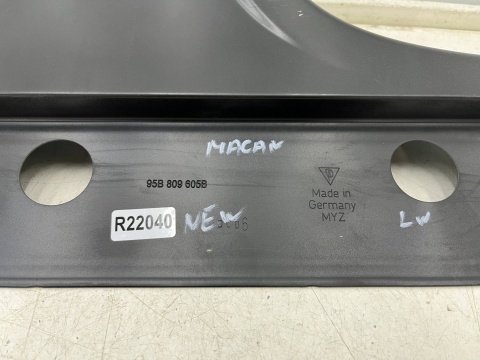 MACAN
95B 809 605B
Made in
Germany
MYZ
R22040
NEW
LW